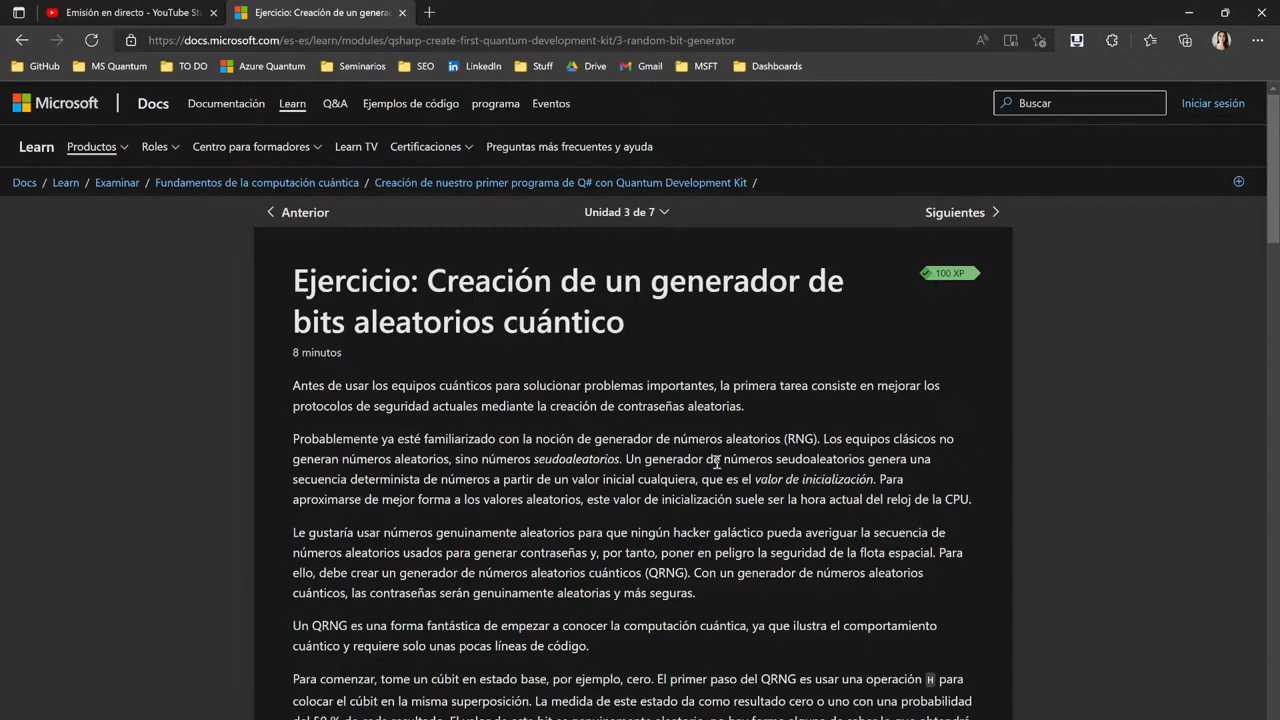 Emisión en directo - YouTube St
Ejercicio: Creación de un genera
https://docs.microsoft.com/es-es/learn/modules/qsharp-create-first-quantum-development-kit/3-random-bit-generator
GitHub MS Quantum TO DO Azure Quantum Seminarios SEO LinkedIn Stuff Drive Gmail MSFT Dashboards
Microsoft Docs Documentación Learn Q&A Ejemplos de código programa Eventos Buscar Iniciar sesión
Learn Productos Roles Centro para formadores Learn TV Certificaciones Preguntas más frecuentes y ayuda
Docs / Learn / Examinar / Fundamentos de la computación cuántica / Creación de nuestro primer programa de Q# con Quantum Development Kit /
Anterior Unidad 3 de 7 Siguientes
Ejercicio: Creación de un generador de
bits aleatorios cuántico
100 XP
8 minutos
Antes de usar los equipos cuánticos para solucionar problemas importantes, la primera tarea consiste en mejorar los
protocolos de seguridad actuales mediante la creación de contraseñas aleatorias.
Probablemente ya esté familiarizado con la noción de generador de números aleatorios (RNG). Los equipos clásicos no
generan números aleatorios, sino números seudoaleatorios. Un generador de números seudoaleatorios genera una
secuencia determinista de números a partir de un valor inicial cualquiera, que es el valor de inicialización. Para
aproximarse de mejor forma a los valores aleatorios, este valor de inicialización suele ser la hora actual del reloj de la CPU.
Le gustaría usar números genuinamente aleatorios para que ningún hacker galáctico pueda averiguar la secuencia de
números aleatorios usados para generar contraseñas y, por tanto, poner en peligro la seguridad de la flota espacial. Para
ello, debe crear un generador de números aleatorios cuánticos (QRNG). Con un generador de números aleatorios
cuánticos, las contraseñas serán genuinamente aleatorias y más seguras.
Un QRNG es una forma fantástica de empezar a conocer la computación cuántica, ya que ilustra el comportamiento
cuántico y requiere solo unas pocas líneas de código.
Para comenzar, tome un cúbit en estado base, por ejemplo, cero. El primer paso del QRNG es usar una operación H para
colocar el cúbit en la misma superposición. La medida de este estado da como resultado cero o uno con una probabilidad